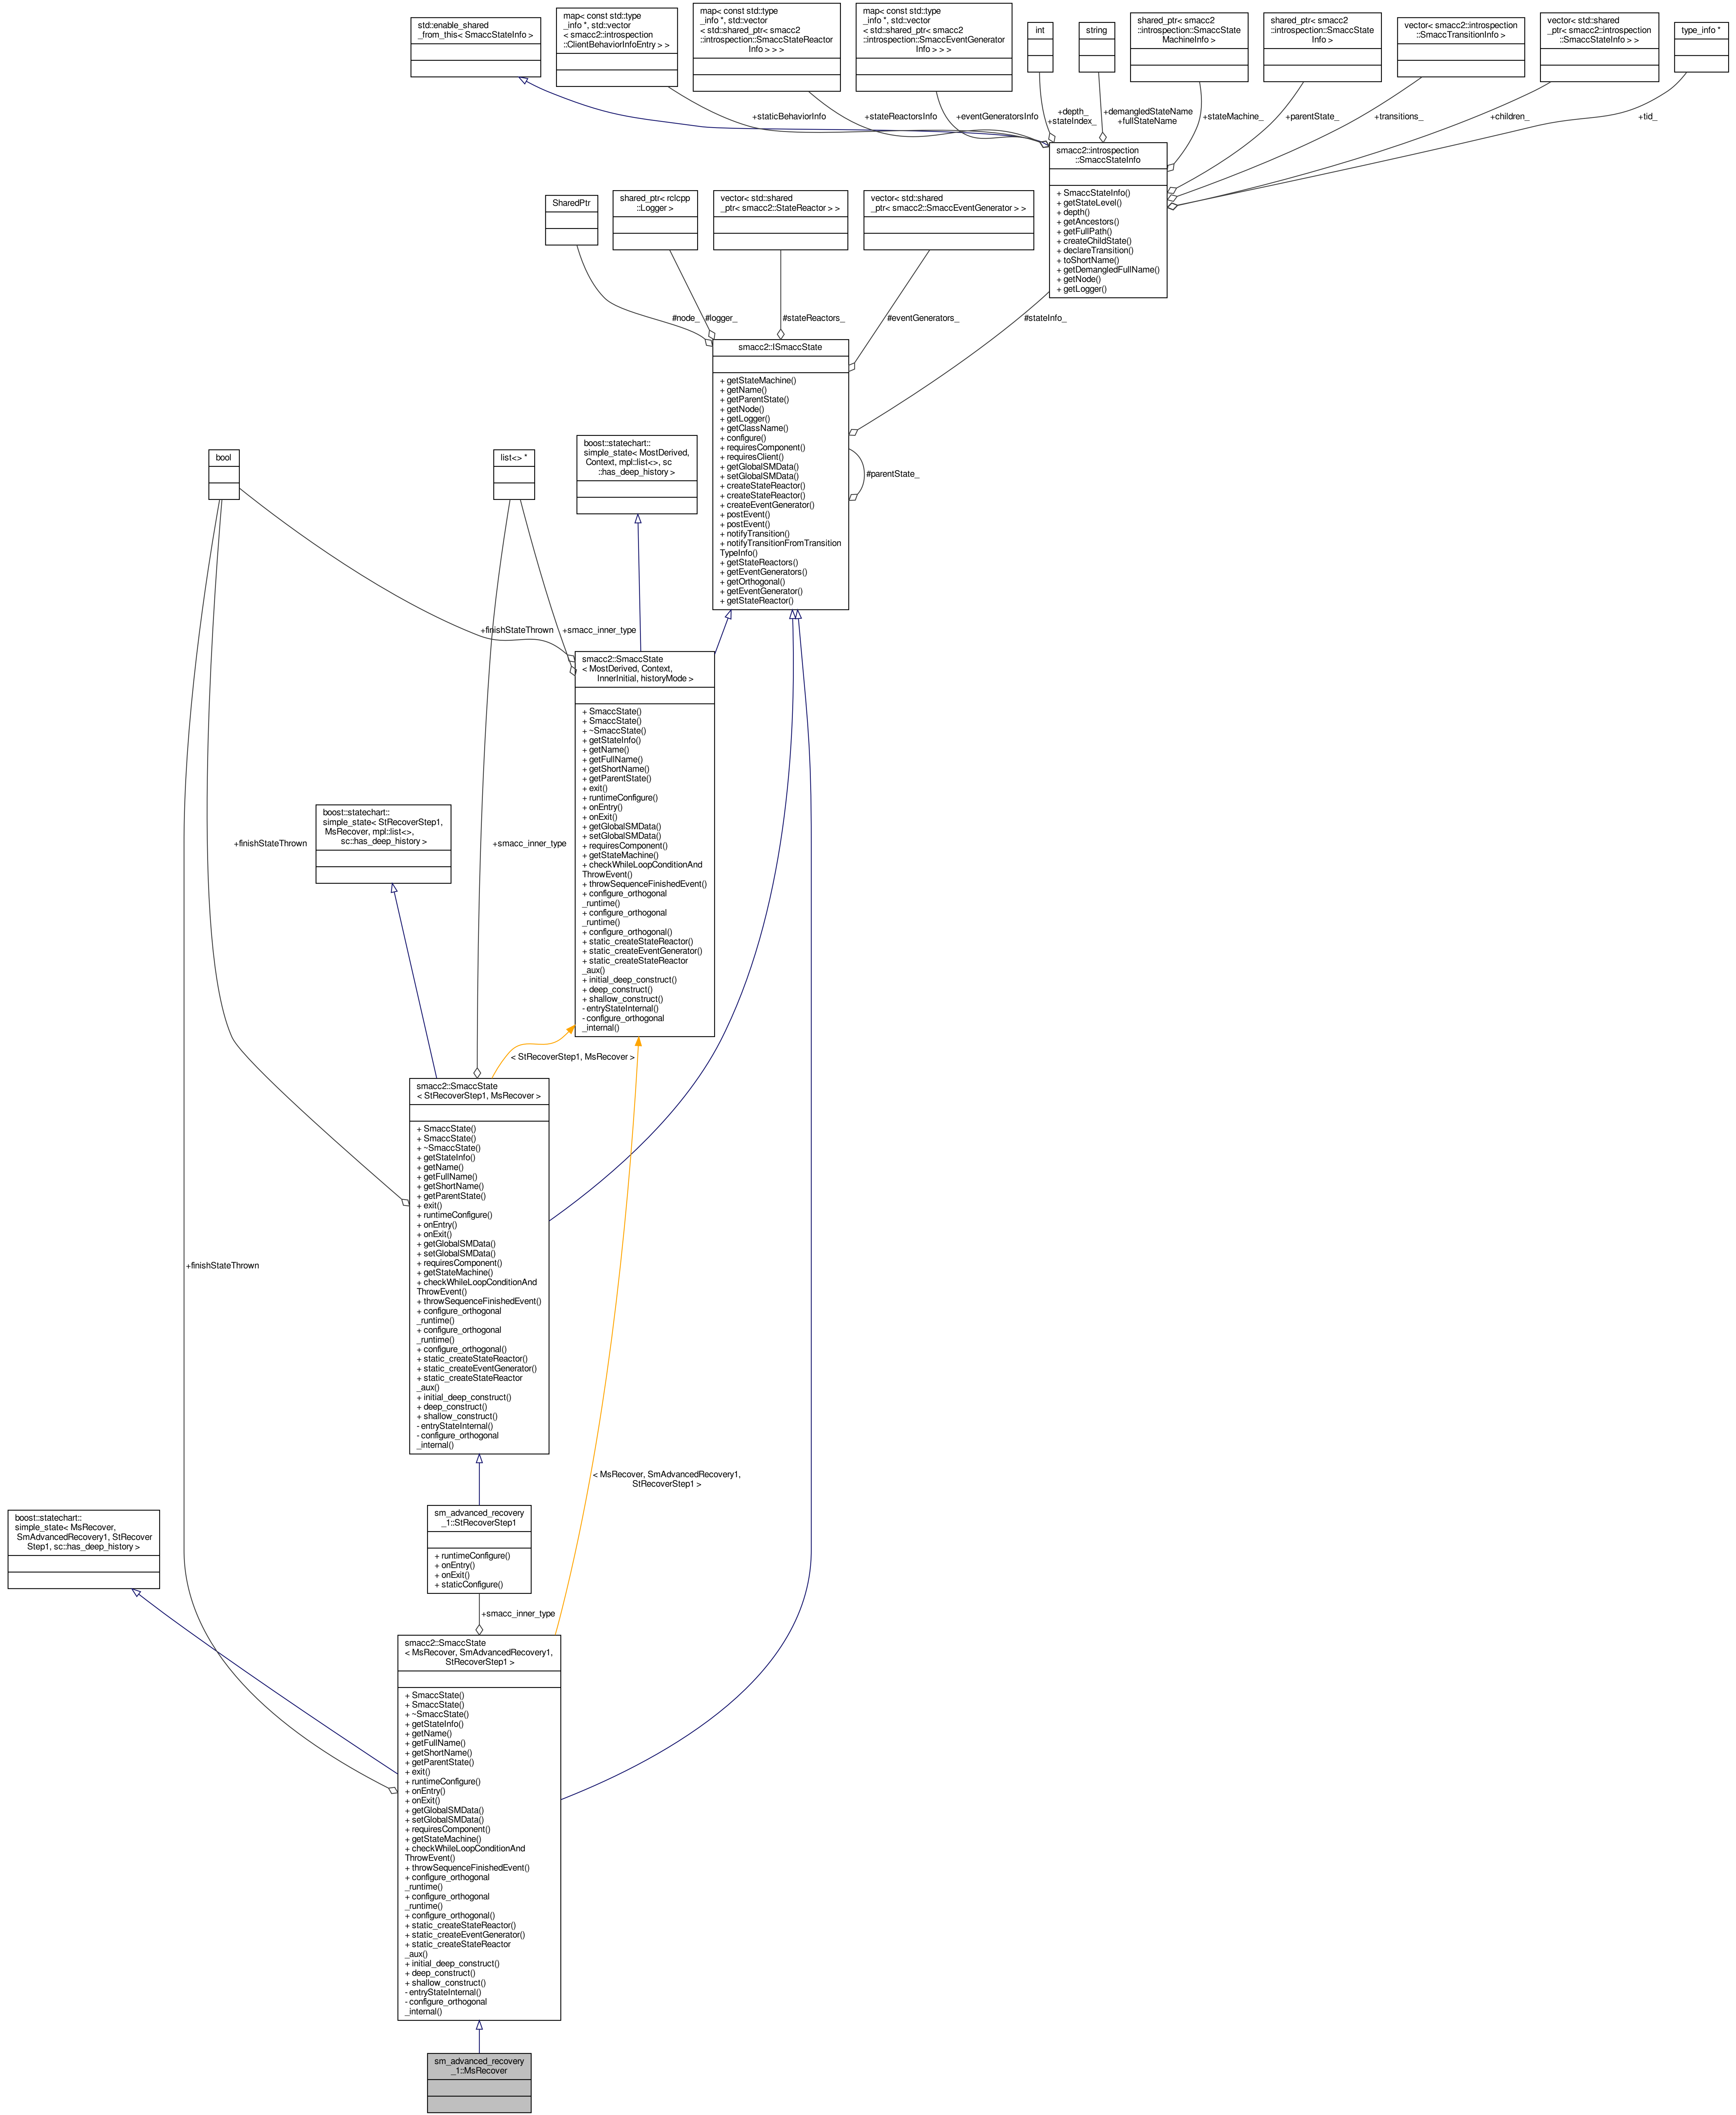 std::enable_shared
_from_this< SmaccStateInfo >
map< const std::type
_info *, std::vector
< smacc2::introspection
::ClientBehaviorInfoEntry > >
map< const std::type
_info *, std::vector
< std::shared_ptr< smacc2
::introspection::SmaccStateReactor
Info > > >
map< const std::type
_info *, std::vector
< std::shared_ptr< smacc2
::introspection::SmaccEventGenerator
Info > > >
int
string
shared_ptr< smacc2
::introspection::SmaccState
MachineInfo >
shared_ptr< smacc2
::introspection::SmaccState
Info >
vector< smacc2::introspection
::SmaccTransitionInfo >
vector< std::shared
_ptr< smacc2::introspection
::SmaccStateInfo > >
type_info *
+staticBehaviorInfo
+stateReactorsInfo
+eventGeneratorsInfo
+depth_
+stateIndex_
+demangledStateName
+fullStateName
+stateMachine_
+parentState_
+transitions_
+children_
+tid_
smacc2::introspection
::SmaccStateInfo
+ SmaccStateInfo()
+ getStateLevel()
+ depth()
+ getAncestors()
+ getFullPath()
+ createChildState()
+ declareTransition()
+ toShortName()
+ getDemangledFullName()
+ getNode()
+ getLogger()
SharedPtr
shared_ptr< rclcpp
::Logger >
vector< std::shared
_ptr< smacc2::StateReactor > >
vector< std::shared
_ptr< smacc2::SmaccEventGenerator > >
#node_
#logger_
#stateReactors_
#eventGenerators_
#stateInfo_
smacc2::ISmaccState
+ getStateMachine()
+ getName()
+ getParentState()
+ getNode()
+ getLogger()
+ getClassName()
+ configure()
+ requiresComponent()
+ requiresClient()
+ getGlobalSMData()
+ setGlobalSMData()
+ createStateReactor()
+ createStateReactor()
+ createEventGenerator()
+ postEvent()
+ postEvent()
+ notifyTransition()
+ notifyTransitionFromTransition
TypeInfo()
+ getStateReactors()
+ getEventGenerators()
+ getOrthogonal()
+ getEventGenerator()
+ getStateReactor()
#parentState_
bool
list<> *
boost::statechart::
simple_state< MostDerived,
Context, mpl::list<>, sc
::has_deep_history >
+finishStateThrown
+smacc_inner_type
smacc2::SmaccState
< MostDerived, Context,
InnerInitial, historyMode >
+ SmaccState()
+ SmaccState()
+ ~SmaccState()
+ getStateInfo()
+ getName()
+ getFullName()
+ getShortName()
+ getParentState()
+ exit()
+ runtimeConfigure()
+ onEntry()
+ onExit()
+ getGlobalSMData()
+ setGlobalSMData()
+ requiresComponent()
+ getStateMachine()
+ checkWhileLoopConditionAnd
ThrowEvent()
+ throwSequenceFinishedEvent()
+ configure_orthogonal
_runtime()
+ configure_orthogonal
_runtime()
+ configure_orthogonal()
+ static_createStateReactor()
+ static_createEventGenerator()
+ static_createStateReactor
_aux()
+ initial_deep_construct()
+ deep_construct()
+ shallow_construct()
- entryStateInternal()
- configure_orthogonal
_internal()
boost::statechart::
simple_state< StRecoverStep1,
MsRecover, mpl::list<>,
sc::has_deep_history >
+finishStateThrown
+smacc_inner_type
< StRecoverStep1, MsRecover >
smacc2::SmaccState
< StRecoverStep1, MsRecover >
+ SmaccState()
+ SmaccState()
+ ~SmaccState()
+ getStateInfo()
+ getName()
+ getFullName()
+ getShortName()
+ getParentState()
+ exit()
+ runtimeConfigure()
+ onEntry()
+ onExit()
+ getGlobalSMData()
+ setGlobalSMData()
+ requiresComponent()
+ getStateMachine()
+ checkWhileLoopConditionAnd
ThrowEvent()
+ throwSequenceFinishedEvent()
+ configure_orthogonal
_runtime()
+ configure_orthogonal
_runtime()
+ configure_orthogonal()
+ static_createStateReactor()
+ static_createEventGenerator()
+ static_createStateReactor
_aux()
+ initial_deep_construct()
+ deep_construct()
+ shallow_construct()
- entryStateInternal()
- configure_orthogonal
_internal()
+finishStateThrown
< MsRecover, SmAdvancedRecovery1,
StRecoverStep1 >
boost::statechart::
simple_state< MsRecover,
SmAdvancedRecovery1, StRecover
Step1, sc::has_deep_history >
sm_advanced_recovery
_1::StRecoverStep1
+ runtimeConfigure()
+ onEntry()
+ onExit()
+ staticConfigure()
+smacc_inner_type
smacc2::SmaccState
< MsRecover, SmAdvancedRecovery1,
StRecoverStep1 >
+ SmaccState()
+ SmaccState()
+ ~SmaccState()
+ getStateInfo()
+ getName()
+ getFullName()
+ getShortName()
+ getParentState()
+ exit()
+ runtimeConfigure()
+ onEntry()
+ onExit()
+ getGlobalSMData()
+ setGlobalSMData()
+ requiresComponent()
+ getStateMachine()
+ checkWhileLoopConditionAnd
ThrowEvent()
+ throwSequenceFinishedEvent()
+ configure_orthogonal
_runtime()
+ configure_orthogonal
_runtime()
+ configure_orthogonal()
+ static_createStateReactor()
+ static_createEventGenerator()
+ static_createStateReactor
_aux()
+ initial_deep_construct()
+ deep_construct()
+ shallow_construct()
- entryStateInternal()
- configure_orthogonal
_internal()
sm_advanced_recovery
_1::MsRecover